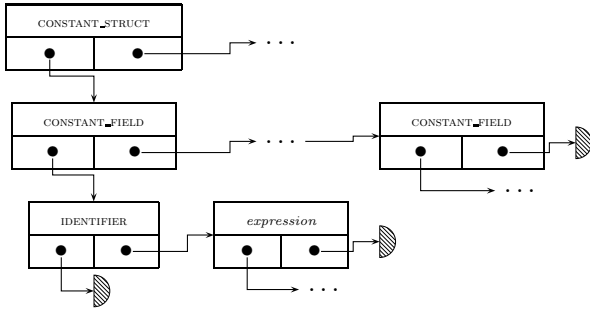 CONSTANT_STRUCT
...
CONSTANT_FIELD
...
CONSTANT_FIELD
...
IDENTIFIER
expression
...